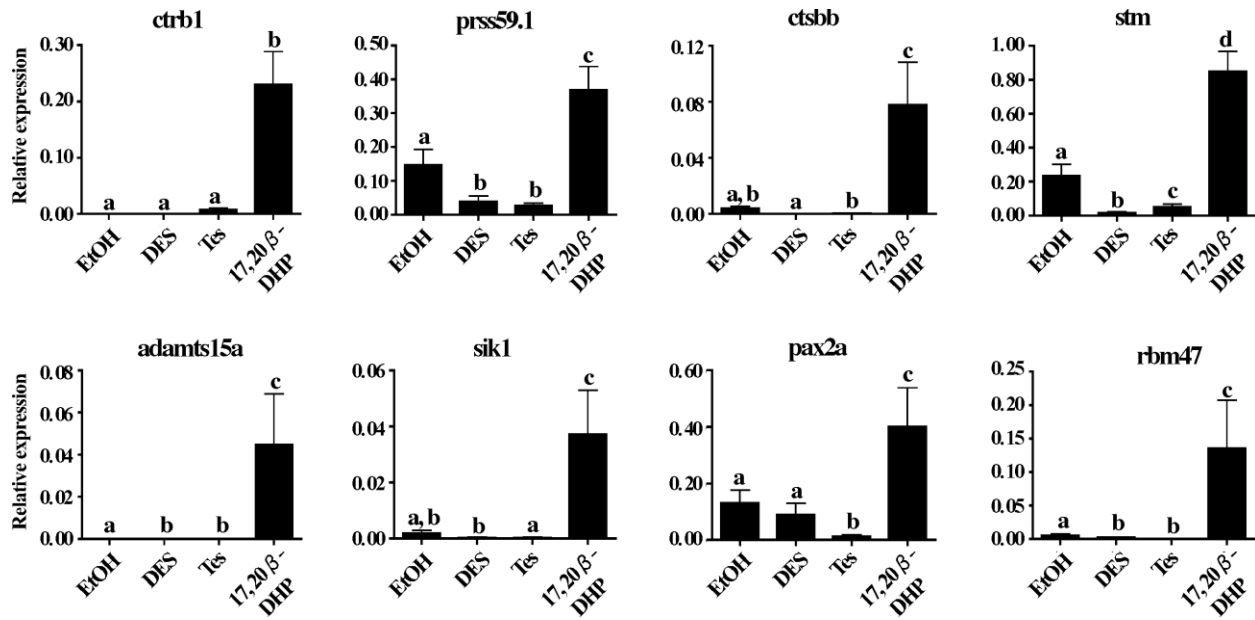 ctrb1
Relative expression
0.30
0.20
0.10
0.00
a
a
a
b
EtOH
DES
Tes
17,20β-
DHP
prss59.1
0.50
0.40
0.30
0.20
0.10
0.00
a
b
b
c
EtOH
DES
Tes
17,20β-
DHP
ctsbb
0.12
0.08
0.04
0.00
a,b
a
b
c
EtOH
DES
Tes
17,20β-
DHP
stm
1.00
0.80
0.60
0.40
0.20
0.00
a
b
c
d
EtOH
DES
Tes
17,20β-
DHP
adamts15a
Relative expression
0.08
0.06
0.04
0.02
0.00
a
b
b
c
EtOH
DES
Tes
17,20β-
DHP
sik1
0.06
0.04
0.02
0.00
a,b
b
a
c
EtOH
DES
Tes
17,20β-
DHP
pax2a
0.60
0.40
0.20
0.00
a
a
b
c
EtOH
DES
Tes
17,20β-
DHP
rbm47
0.25
0.20
0.15
0.10
0.05
0.00
a
b
b
c
EtOH
DES
Tes
17,20β-
DHP